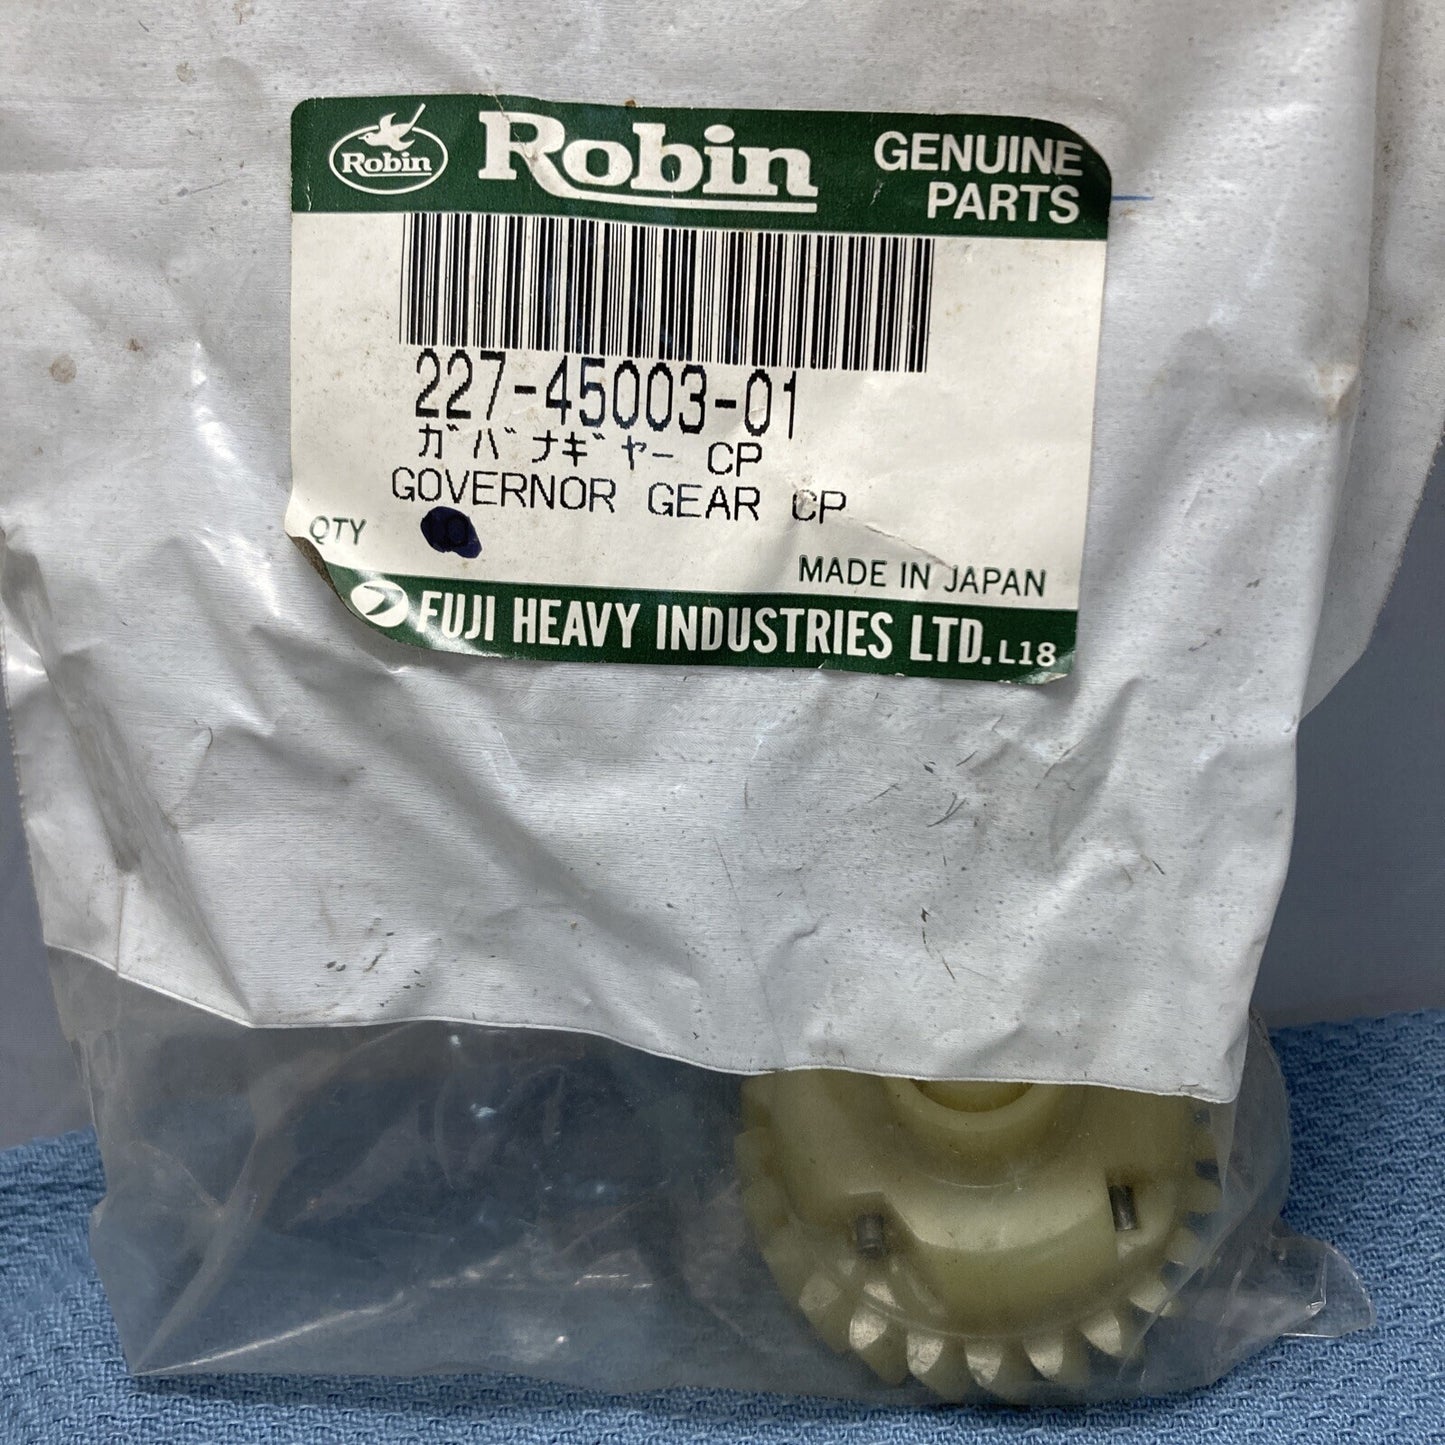 Robin
Robin
GENUINE
PARTS
227-45003-01
ガバナギヤー CP
GOVERNOR GEAR CP
QTY
MADE IN JAPAN
FUJI HEAVY INDUSTRIES LTD. L18